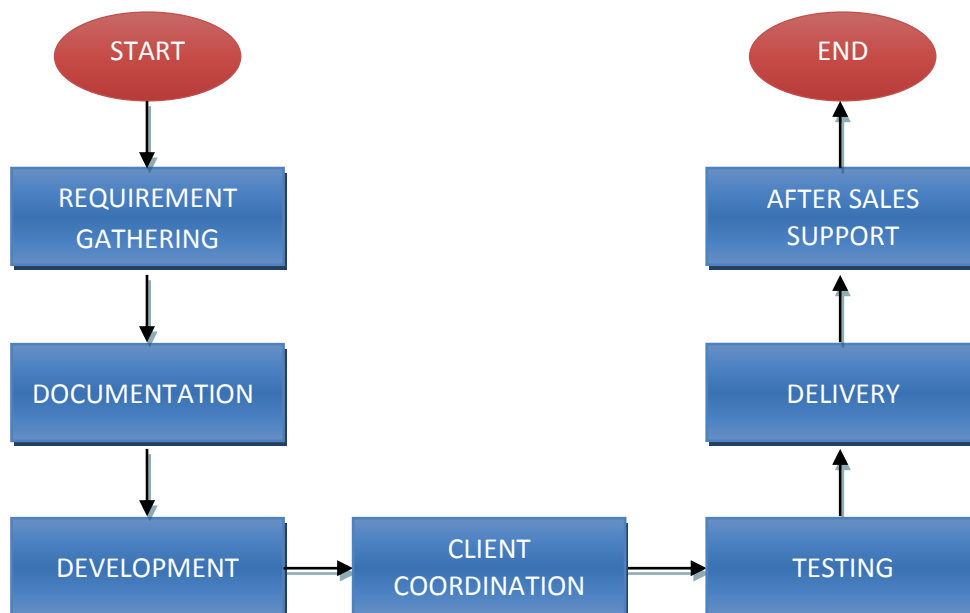 START
REQUIREMENT
GATHERING
DOCUMENTATION
DEVELOPMENT
CLIENT
COORDINATION
TESTING
DELIVERY
AFTER SALES
SUPPORT
END